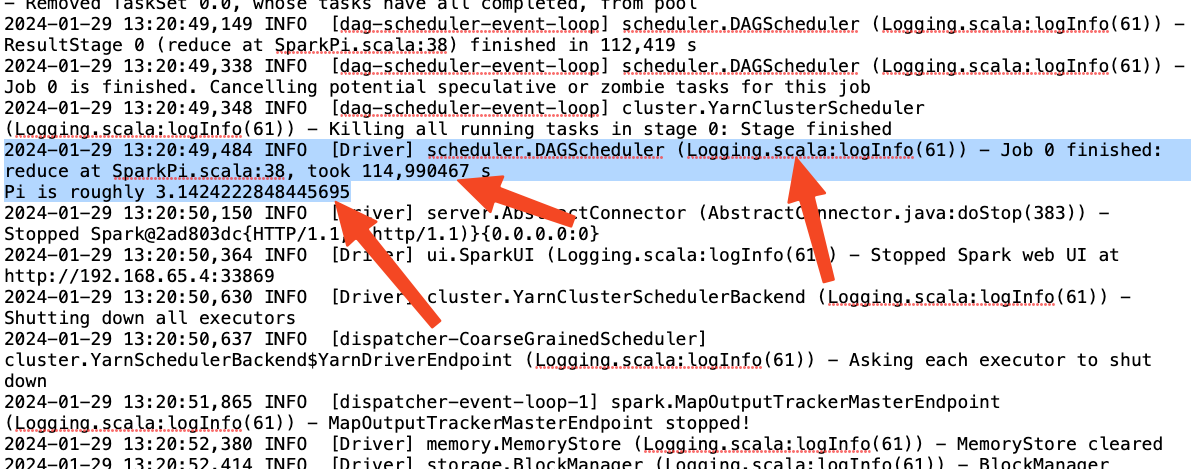 - Removed TaskSet 0.0, whose tasks have all completed, from pool
2024-01-29 13:20:49,149 INFO  [dag-scheduler-event-loop] scheduler.DAGScheduler (Logging.scala:logInfo(61)) -
ResultStage 0 (reduce at SparkPi.scala:38) finished in 112,419 s
2024-01-29 13:20:49,338 INFO  [dag-scheduler-event-loop] scheduler.DAGScheduler (Logging.scala:logInfo(61)) -
Job 0 is finished. Cancelling potential speculative or zombie tasks for this job
2024-01-29 13:20:49,348 INFO  [dag-scheduler-event-loop] cluster.YarnClusterScheduler
(Logging.scala:logInfo(61)) - Killing all running tasks in stage 0: Stage finished
2024-01-29 13:20:49,484 INFO  [Driver] scheduler.DAGScheduler (Logging.scala:logInfo(61)) - Job 0 finished:
reduce at SparkPi.scala:38, took 114,990467 s
Pi is roughly 3.1424222848445695
2024-01-29 13:20:50,150 INFO  [Driver] server.AbstractConnector (AbstractConnector.java:doStop(383)) -
Stopped Spark@2ad803dc{HTTP/1.1, (http/1.1)}{0.0.0.0:0}
2024-01-29 13:20:50,364 INFO  [Driver] ui.SparkUI (Logging.scala:logInfo(61)) - Stopped Spark web UI at
http://192.168.65.4:33869
2024-01-29 13:20:50,630 INFO  [Driver] cluster.YarnClusterSchedulerBackend (Logging.scala:logInfo(61)) -
Shutting down all executors
2024-01-29 13:20:50,637 INFO  [dispatcher-CoarseGrainedScheduler]
cluster.YarnSchedulerBackend$YarnDriverEndpoint (Logging.scala:logInfo(61)) - Asking each executor to shut
down
2024-01-29 13:20:51,865 INFO  [dispatcher-event-loop-1] spark.MapOutputTrackerMasterEndpoint
(Logging.scala:logInfo(61)) - MapOutputTrackerMasterEndpoint stopped!
2024-01-29 13:20:52,380 INFO  [Driver] memory.MemoryStore (Logging.scala:logInfo(61)) - MemoryStore cleared
2024-01-29 13:20:52,414 INFO  [Driver] storage.BlockManager (Logging.scala:logInfo(61)) - BlockManager